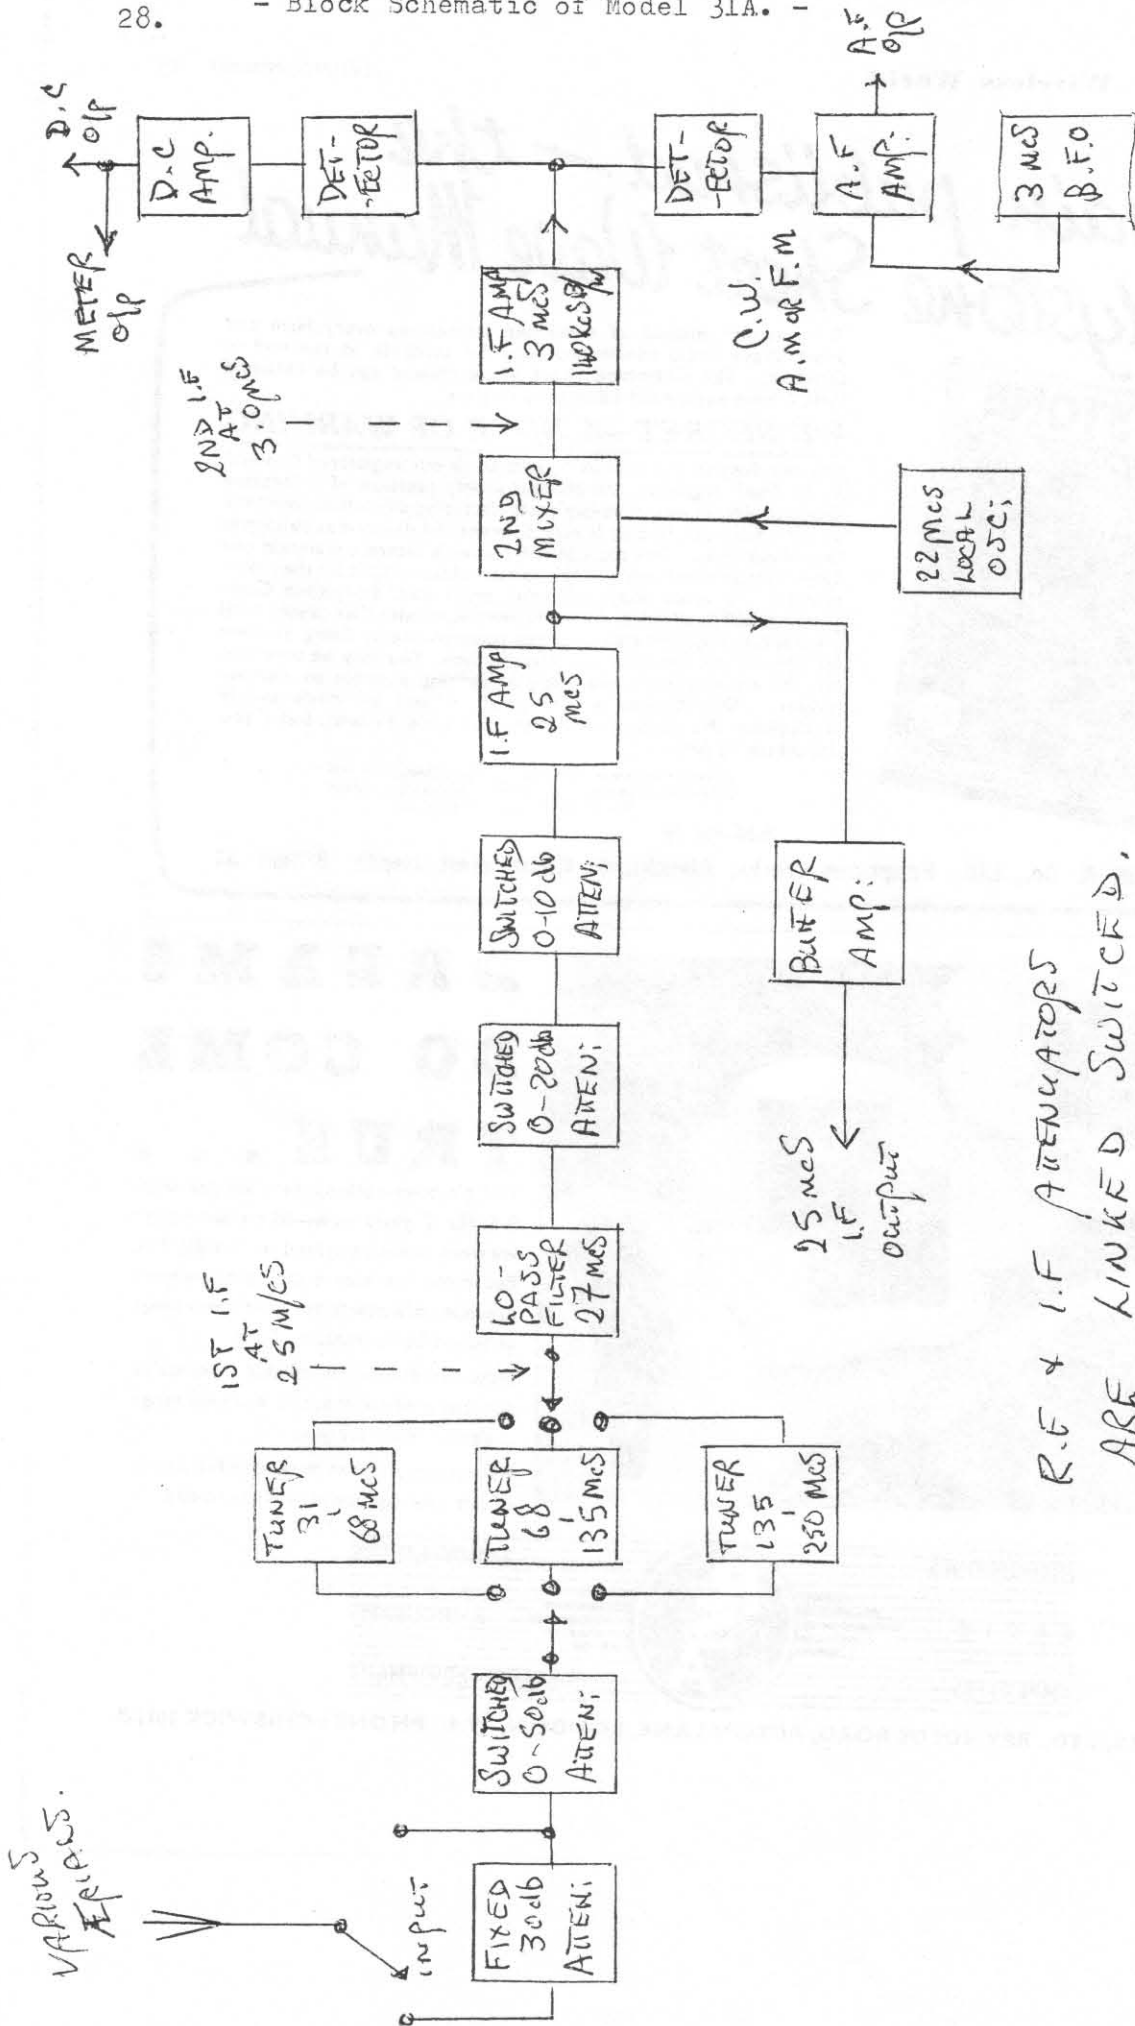 28.
- Block Schematic of Model 31A. -
VARIOUS
ÆRIALS.
INPUT
FIXED
30db
ATTEN;
SWITCHED
0-50db
ATTEN;
TUNER
31
68 MCS
TUNER
68
135 MCS
TUNER
135
250 MCS
1ST I.F
AT
25 M/CS
LO-
PASS
FILTER
27 MCS
SWITCHED
0-20db
ATTEN;
SWITCHED
0-10db
ATTEN;
I.F AMP
25
MCS
BUFFER
AMP:
25 MCS
I.F
OUTPUT
2ND
MIXER
22 MCS
LOCAL
OSC;
2ND I.F
AT
3.0 MCS
I.F AMP
3 MCS
140KCS B/W
DET-
-ECTOR
D.C
AMP.
METER
O/P
D.C
O/P
DET-
-ECTOR
A.F
AMP:
A.F
O/P
3 MCS
B.F.O
C.W.
A.M OR F M
R.F & I.F ATTENUATORS
ARE LINKED SWITCED.